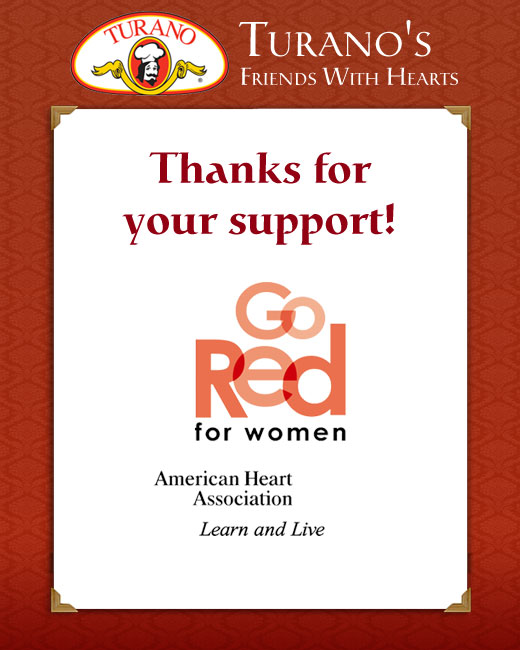 TURANO
Turano's
Friends With Hearts
Thanks for
your support!
Go
Red
for women
American Heart
Association
Learn and Live